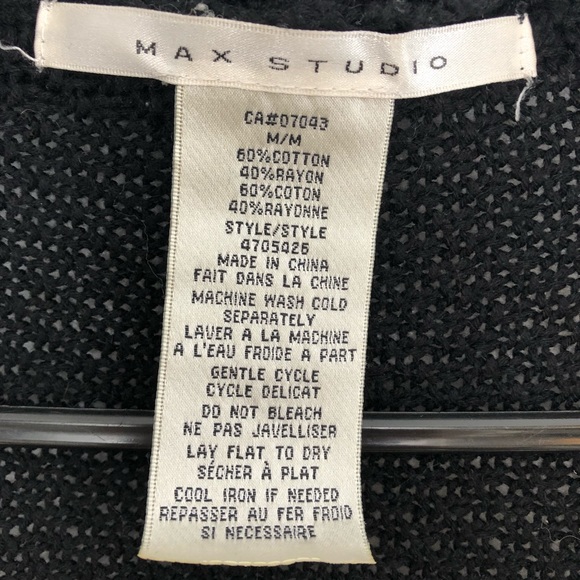 MAX STUDIO
CA#07043
M/M
60%COTTON
40%RAYON
60%COTON
40%RAYONNE
STYLE/STYLE
4705426
MADE IN CHINA
FAIT DANS LA CHINE
MACHINE WASH COLD
SEPARATELY
LAVER A LA MACHINE
A L'EAU FROIDE A PART
GENTLE CYCLE
CYCLE DELICAT
DO NOT BLEACH
NE PAS JAVELLISER
LAY FLAT TO DRY
SÉCHER À PLAT
COOL IRON IF NEEDED
REPASSER AU FER FROID
SI NECESSAIRE